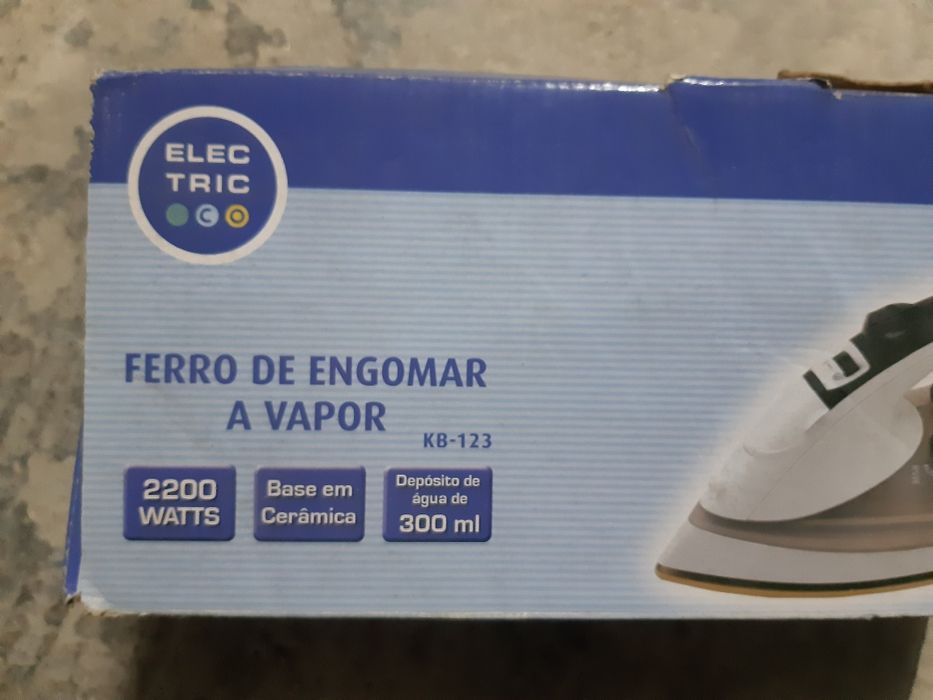 ELEC
TRIC
CO
FERRO DE ENGOMAR
A VAPOR
KB-123
2200
WATTS
Base em
Cerâmica
Depósito de
água de
300 ml